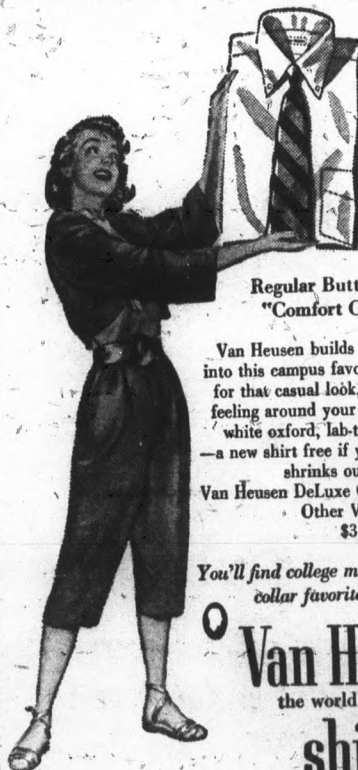 Regular Butt
"Comfort C
Van Heusen builds
into this campus favo
for that casual look.
feeling around your
white oxford, lab-t
—a new shirt free if y
shrinks ou
Van Heusen DeLuxe
Other V
$3
You'll find college m
collar favorite
Van H
the world
shi